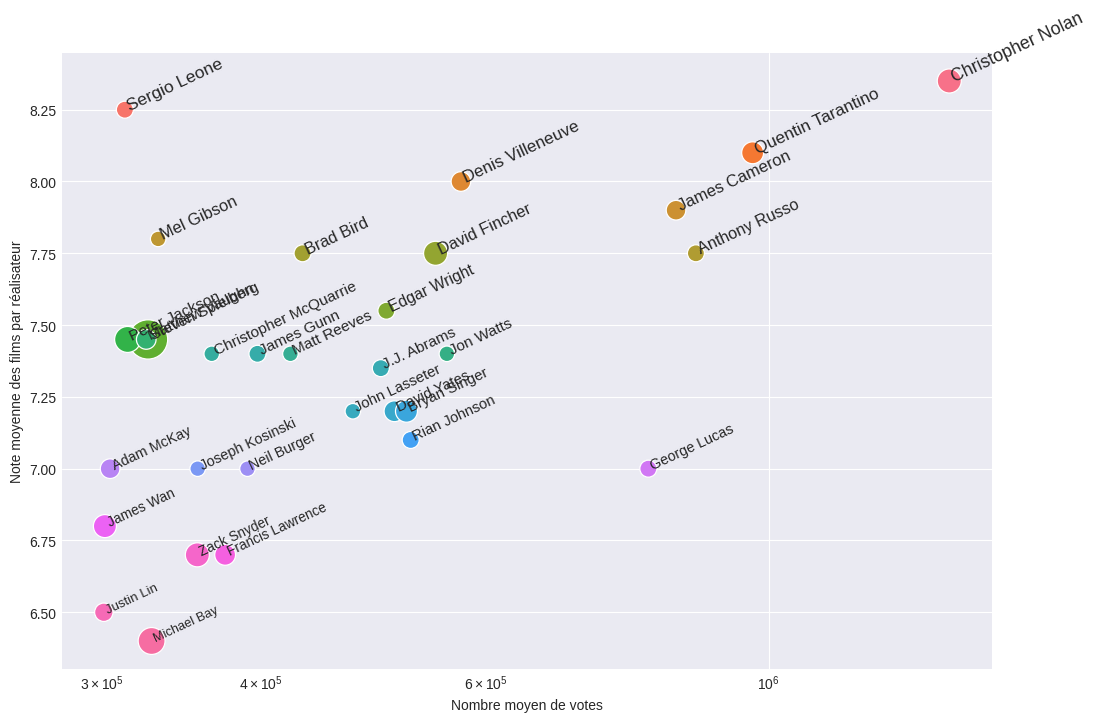 Christopher Nolan
Sergio Leone
8.25
Quentin Tarantino
Denis Villeneuve
James Cameron
8.00
Mel Gibson
Brad Bird
David Fincher
Anthony Russo
7.75
Edgar Wright
Peter Jackson
Steven Spielberg
7.50
Christopher McQuarrie
James Gunn
Matt Reeves
J.J. Abrams
Jon Watts
John Lasseter
David Yates
Bryan Singer
7.25
Rian Johnson
Adam McKay
Joseph Kosinski
Neil Burger
George Lucas
7.00
James Wan
Zack Snyder
Francis Lawrence
6.75
Justin Lin
Michael Bay
6.50
Note moyenne des films par réalisateur
3 × 10⁵
4 × 10⁵
6 × 10⁵
10⁶
Nombre moyen de votes